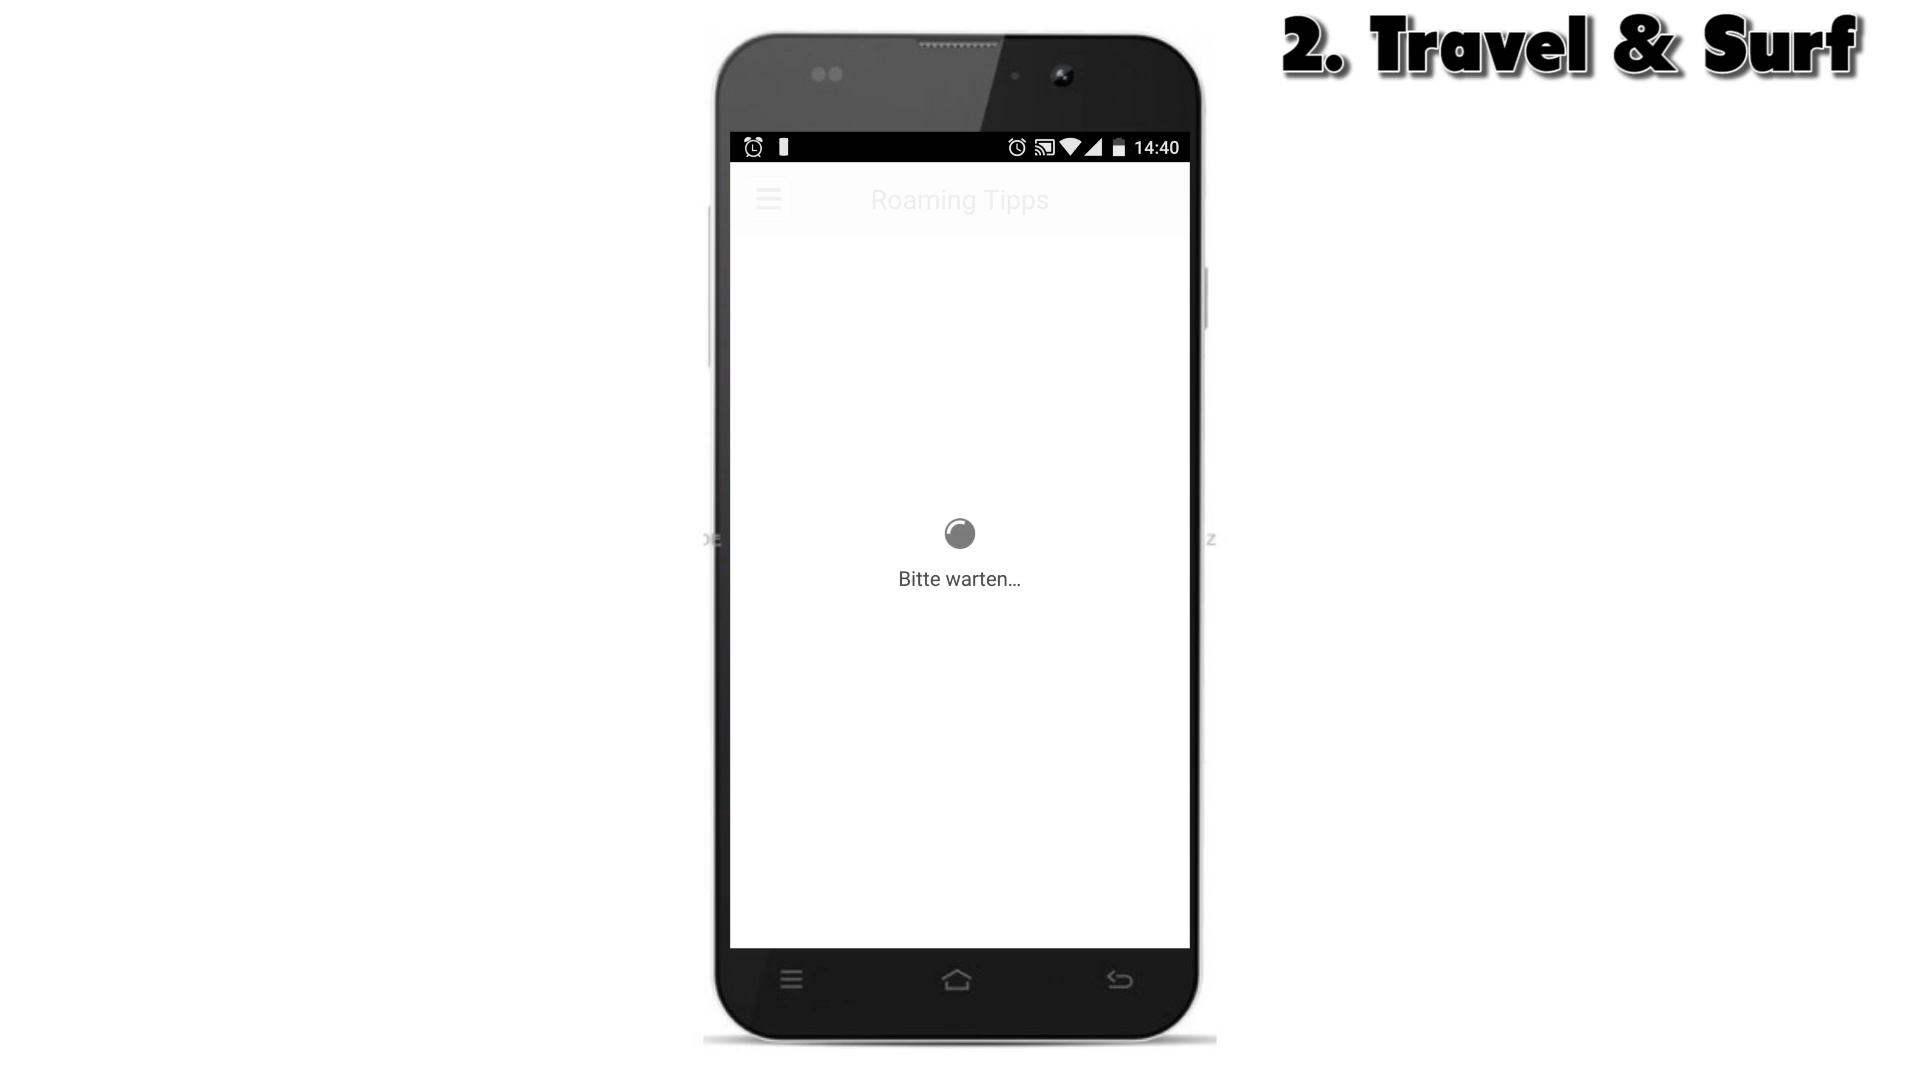 2. Travel & Surf
14:40
Roaming Tipps
Bitte warten...